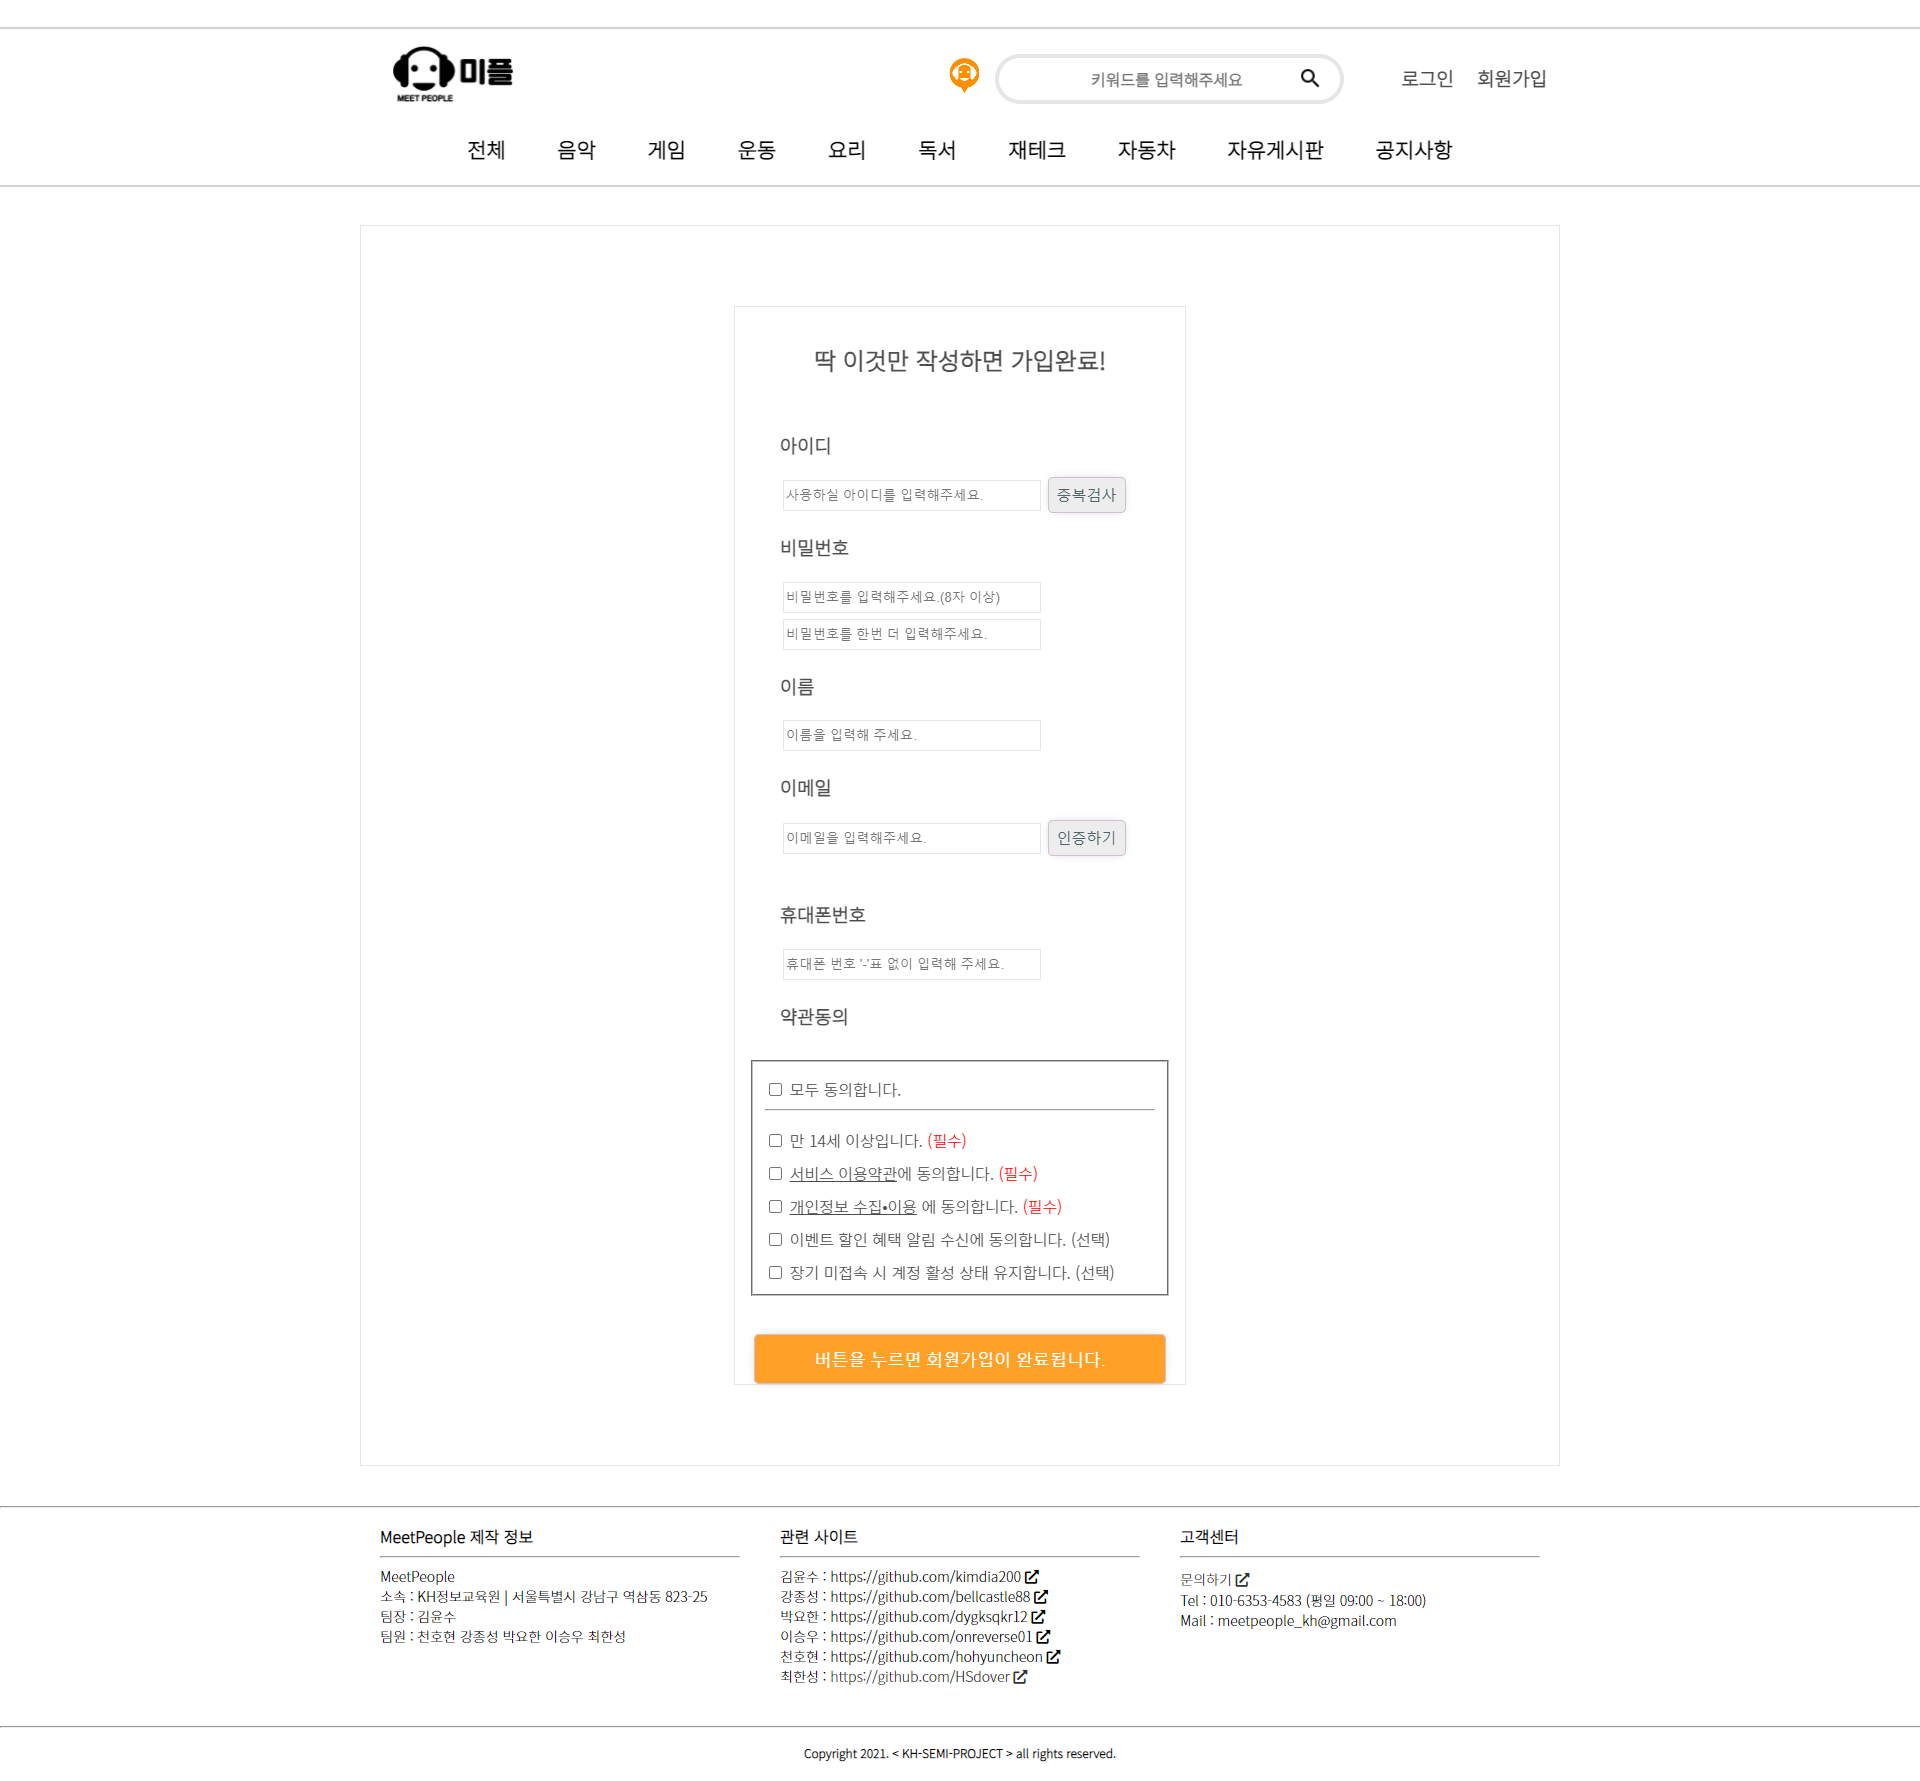 미플
MEET PEOPLE
키워드를 입력해주세요
로그인 회원가입
전체 음악 게임 운동 요리 독서 재테크 자동차 자유게시판 공지사항
딱 이것만 작성하면 가입완료!
아이디
사용하실 아이디를 입력해주세요. 중복검사
비밀번호
비밀번호를 입력해주세요.(8자 이상)
비밀번호를 한번 더 입력해주세요.
이름
이름을 입력해 주세요.
이메일
이메일을 입력해주세요. 인증하기
휴대폰번호
휴대폰 번호 '-'표 없이 입력해 주세요.
약관동의
모두 동의합니다.
만 14세 이상입니다. (필수)
서비스 이용약관에 동의합니다. (필수)
개인정보 수집•이용 에 동의합니다. (필수)
이벤트 할인 혜택 알림 수신에 동의합니다. (선택)
장기 미접속 시 계정 활성 상태 유지합니다. (선택)
버튼을 누르면 회원가입이 완료됩니다.
MeetPeople 제작 정보
MeetPeople
소속 : KH정보교육원 | 서울특별시 강남구 역삼동 823-25
팀장 : 김윤수
팀원 : 천호현 강종성 박요한 이승우 최한성
관련 사이트
김윤수 : https://github.com/kimdia200
강종성 : https://github.com/bellcastle88
박요한 : https://github.com/dygksqkr12
이승우 : https://github.com/onreverse01
천호현 : https://github.com/hohyuncheon
최한성 : https://github.com/HSdover
고객센터
문의하기
Tel : 010-6353-4583 (평일 09:00 ~ 18:00)
Mail : meetpeople_kh@gmail.com
Copyright 2021. < KH-SEMI-PROJECT > all rights reserved.